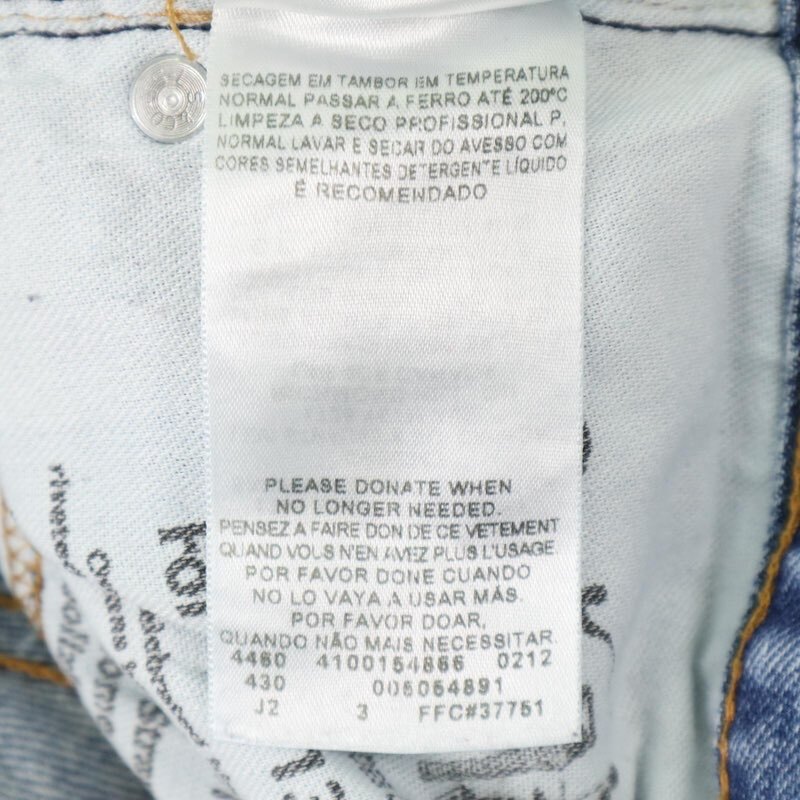 SECAGEM EM TAMBOR EM TEMPERATURA
NORMAL PASSAR A FERRO ATÉ 200ºC
LIMPEZA A SECO PROFISSIONAL P,
NORMAL LAVAR E SECAR DO AVESSO COM
CORES SEMELHANTES DETERGENTE LÍQUIDO
É RECOMENDADO
PLEASE DONATE WHEN
NO LONGER NEEDED.
PENSEZ A FAIRE DON DE CE VETEMENT
QUAND VOUS N'EN AVEZ PLUS L'USAGE
POR FAVOR DONE CUANDO
NO LO VAYA A USAR MÁS.
POR FAVOR DOAR,
QUANDO NÃO MAIS NECESSITAR.
4460 4100154866 0212
430 005054891
J2 3 FFC#37751